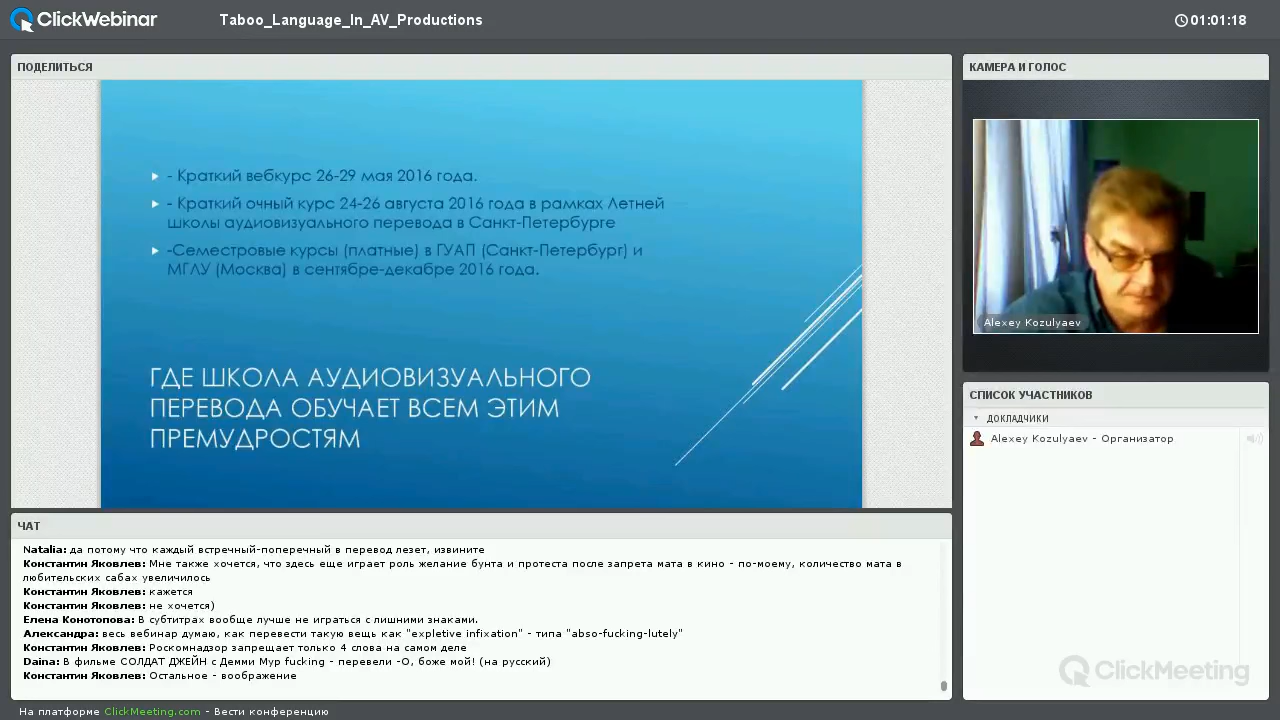 ClickWebinar
Taboo_Language_In_AV_Productions
01:01:18
ПОДЕЛИТЬСЯ
- Краткий вебкурс 26-29 мая 2016 года.
- Краткий очный курс 24-26 августа 2016 года в рамках Летней
школы аудиовизуального перевода в Санкт-Петербурге
-Семестровые курсы (платные) в ГУАП (Санкт-Петербург) и
МГЛУ (Москва) в сентябре-декабре 2016 года.
ГДЕ ШКОЛА АУДИОВИЗУАЛЬНОГО
ПЕРЕВОДА ОБУЧАЕТ ВСЕМ ЭТИМ
ПРЕМУДРОСТЯМ
КАМЕРА И ГОЛОС
Alexey Kozulyaev
СПИСОК УЧАСТНИКОВ
ДОКЛАДЧИКИ
Alexey Kozulyaev - Организатор
ЧАТ
Natalia: да потому что каждый встречный-поперечный в перевод лезет, извините
Константин Яковлев: Мне также хочется, что здесь еще играет роль желание бунта и протеста после запрета мата в кино - по-моему, количество мата в
любительских сабах увеличилось
Константин Яковлев: кажется
Константин Яковлев: не хочется)
Елена Конотопова: В субтитрах вообще лучше не играться с лишними знаками.
Александра: весь вебинар думаю, как перевести такую вещь как "expletive infixation" - типа "abso-fucking-lutely"
Константин Яковлев: Роскомнадзор запрещает только 4 слова на самом деле
Daina: В фильме СОЛДАТ ДЖЕЙН с Демми Мур fucking - перевели -О, боже мой! (на русский)
Константин Яковлев: Остальное - воображение
ClickMeeting
На платформе ClickMeeting.com - Вести конференцию